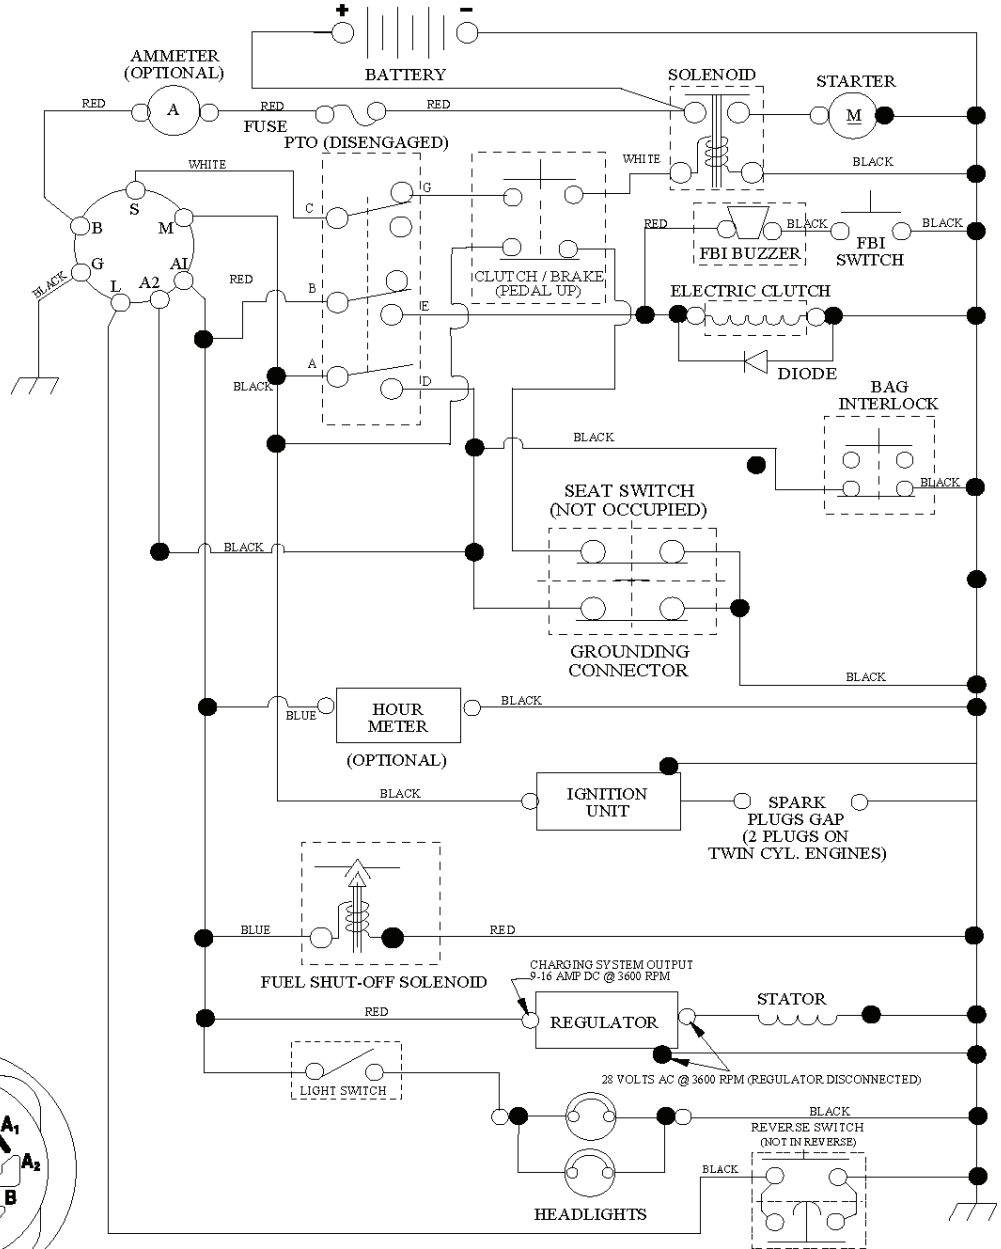 + −
BATTERY
AMMETER
(OPTIONAL)
SOLENOID
STARTER
RED
A
RED
FUSE
RED
M
PTO (DISENGAGED)
WHITE
WHITE
BLACK
S
G
C
B
M
RED
BLACK
BLACK
FBI BUZZER
FBI
SWITCH
G
A1
BLACK
L
A2
RED
B
CLUTCH / BRAKE
(PEDAL UP)
ELECTRIC CLUTCH
E
A
BLACK
D
DIODE
BAG
INTERLOCK
BLACK
BLACK
SEAT SWITCH
(NOT OCCUPIED)
BLACK
GROUNDING
CONNECTOR
BLACK
BLUE
HOUR
METER
BLACK
(OPTIONAL)
BLACK
IGNITION
UNIT
SPARK
PLUGS GAP
(2 PLUGS ON
TWIN CYL. ENGINES)
BLUE
RED
FUEL SHUT-OFF SOLENOID
CHARGING SYSTEM OUTPUT
9-16 AMP DC @ 3600 RPM
RED
REGULATOR
STATOR
28 VOLTS AC @ 3600 RPM (REGULATOR DISCONNECTED)
LIGHT SWITCH
BLACK
REVERSE SWITCH
(NOT IN REVERSE)
BLACK
HEADLIGHTS
A1
A2
B